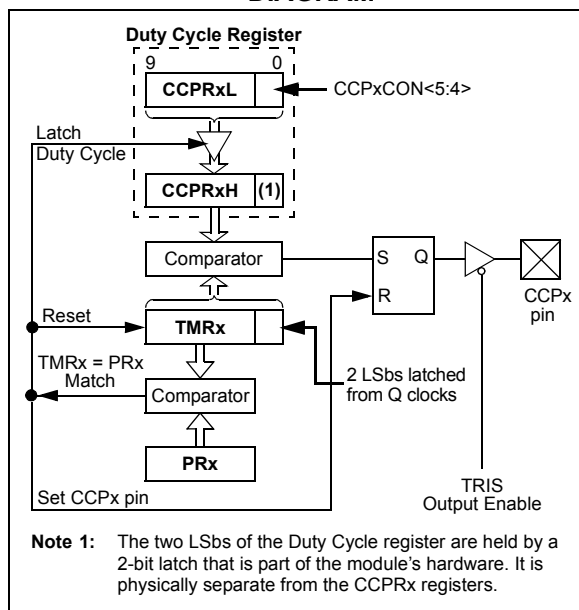 Duty Cycle Register
9 0
CCPRxL
CCPxCON<5:4>
Latch
Duty Cycle
CCPRxH (1)
Comparator
S Q
R
CCPx
pin
Reset
TMRx
TMRx = PRx
Match
2 LSbs latched
from Q clocks
Comparator
PRx
Set CCPx pin
TRIS
Output Enable
Note 1: The two LSbs of the Duty Cycle register are held by a
2-bit latch that is part of the module's hardware. It is
physically separate from the CCPRx registers.